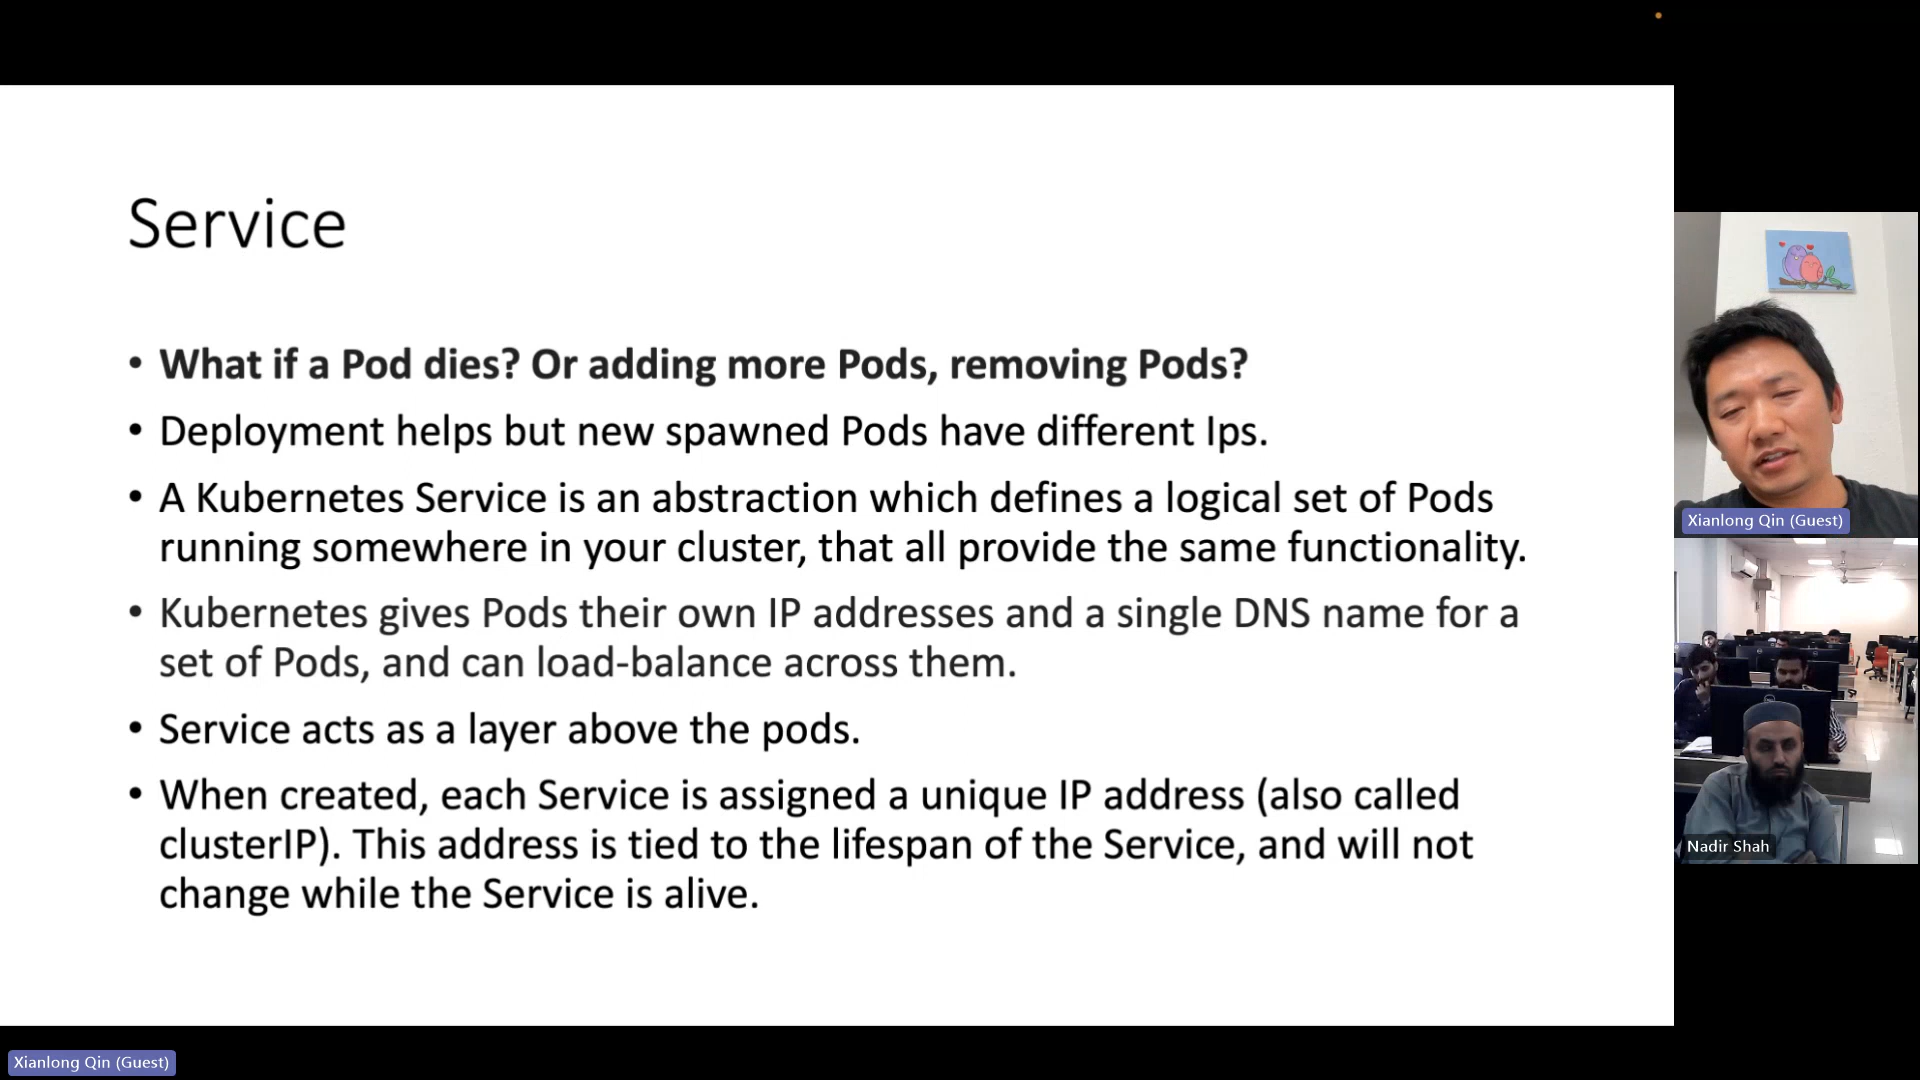 Service
• What if a Pod dies? Or adding more Pods, removing Pods?
• Deployment helps but new spawned Pods have different Ips.
• A Kubernetes Service is an abstraction which defines a logical set of Pods
running somewhere in your cluster, that all provide the same functionality.
• Kubernetes gives Pods their own IP addresses and a single DNS name for a
set of Pods, and can load-balance across them.
• Service acts as a layer above the pods.
• When created, each Service is assigned a unique IP address (also called
clusterIP). This address is tied to the lifespan of the Service, and will not
change while the Service is alive.
Xianlong Qin (Guest)
Nadir Shah
Xianlong Qin (Guest)